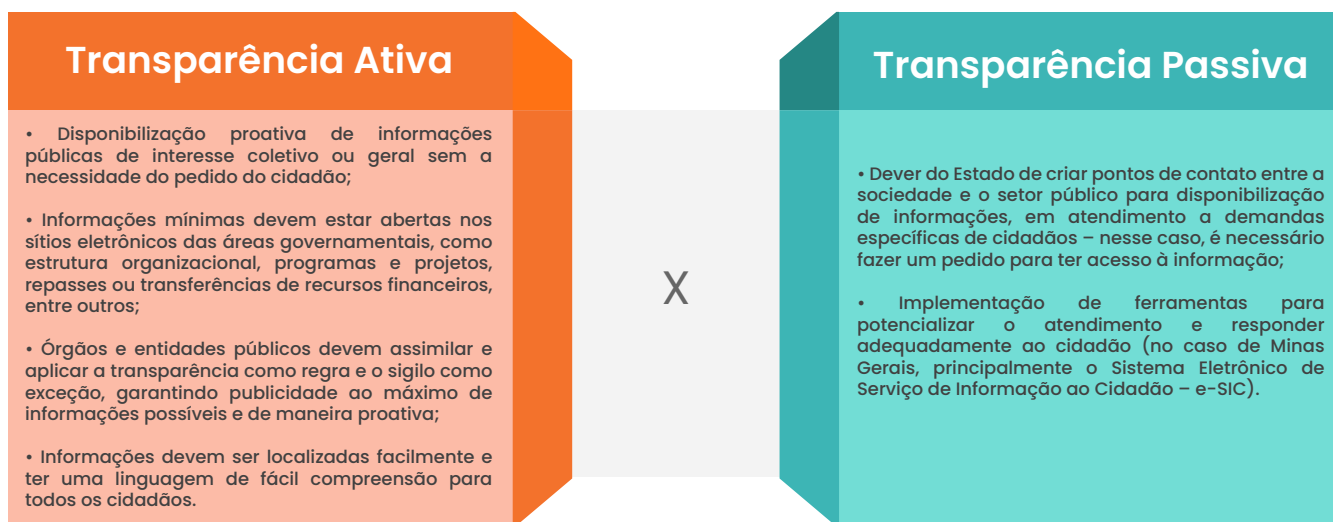 Transparência Ativa
• Disponibilização proativa de informações
públicas de interesse coletivo ou geral sem a
necessidade do pedido do cidadão;
• Informações mínimas devem estar abertas nos
sítios eletrônicos das áreas governamentais, como
estrutura organizacional, programas e projetos,
repasses ou transferências de recursos financeiros,
entre outros;
• Órgãos e entidades públicos devem assimilar e
aplicar a transparência como regra e o sigilo como
exceção, garantindo publicidade ao máximo de
informações possíveis e de maneira proativa;
• Informações devem ser localizadas facilmente e
ter uma linguagem de fácil compreensão para
todos os cidadãos.
X
Transparência Passiva
• Dever do Estado de criar pontos de contato entre a
sociedade e o setor público para disponibilização
de informações, em atendimento a demandas
específicas de cidadãos – nesse caso, é necessário
fazer um pedido para ter acesso à informação;
• Implementação de ferramentas para
potencializar o atendimento e responder
adequadamente ao cidadão (no caso de Minas
Gerais, principalmente o Sistema Eletrônico de
Serviço de Informação ao Cidadão – e-SIC).